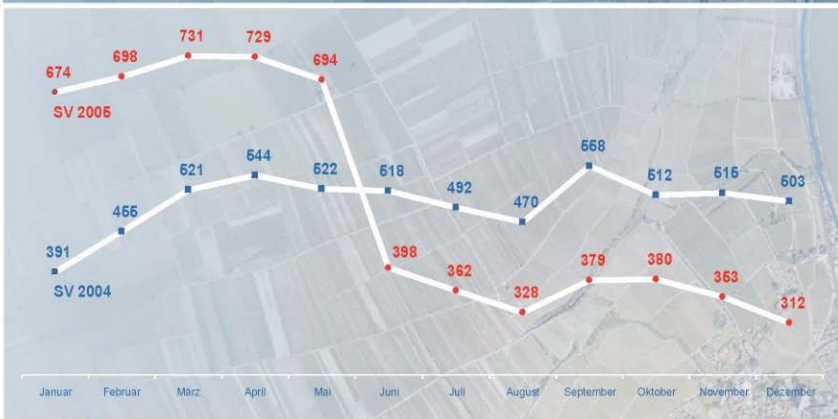 731 729
698 694
674
SV 2005
544 558
521 522 518 512 515 503
492
455 470
391 398
SV 2004 362 379 380 353
328 312
Januar Februar März April Mai Juni Juli August September Oktober November Dezember